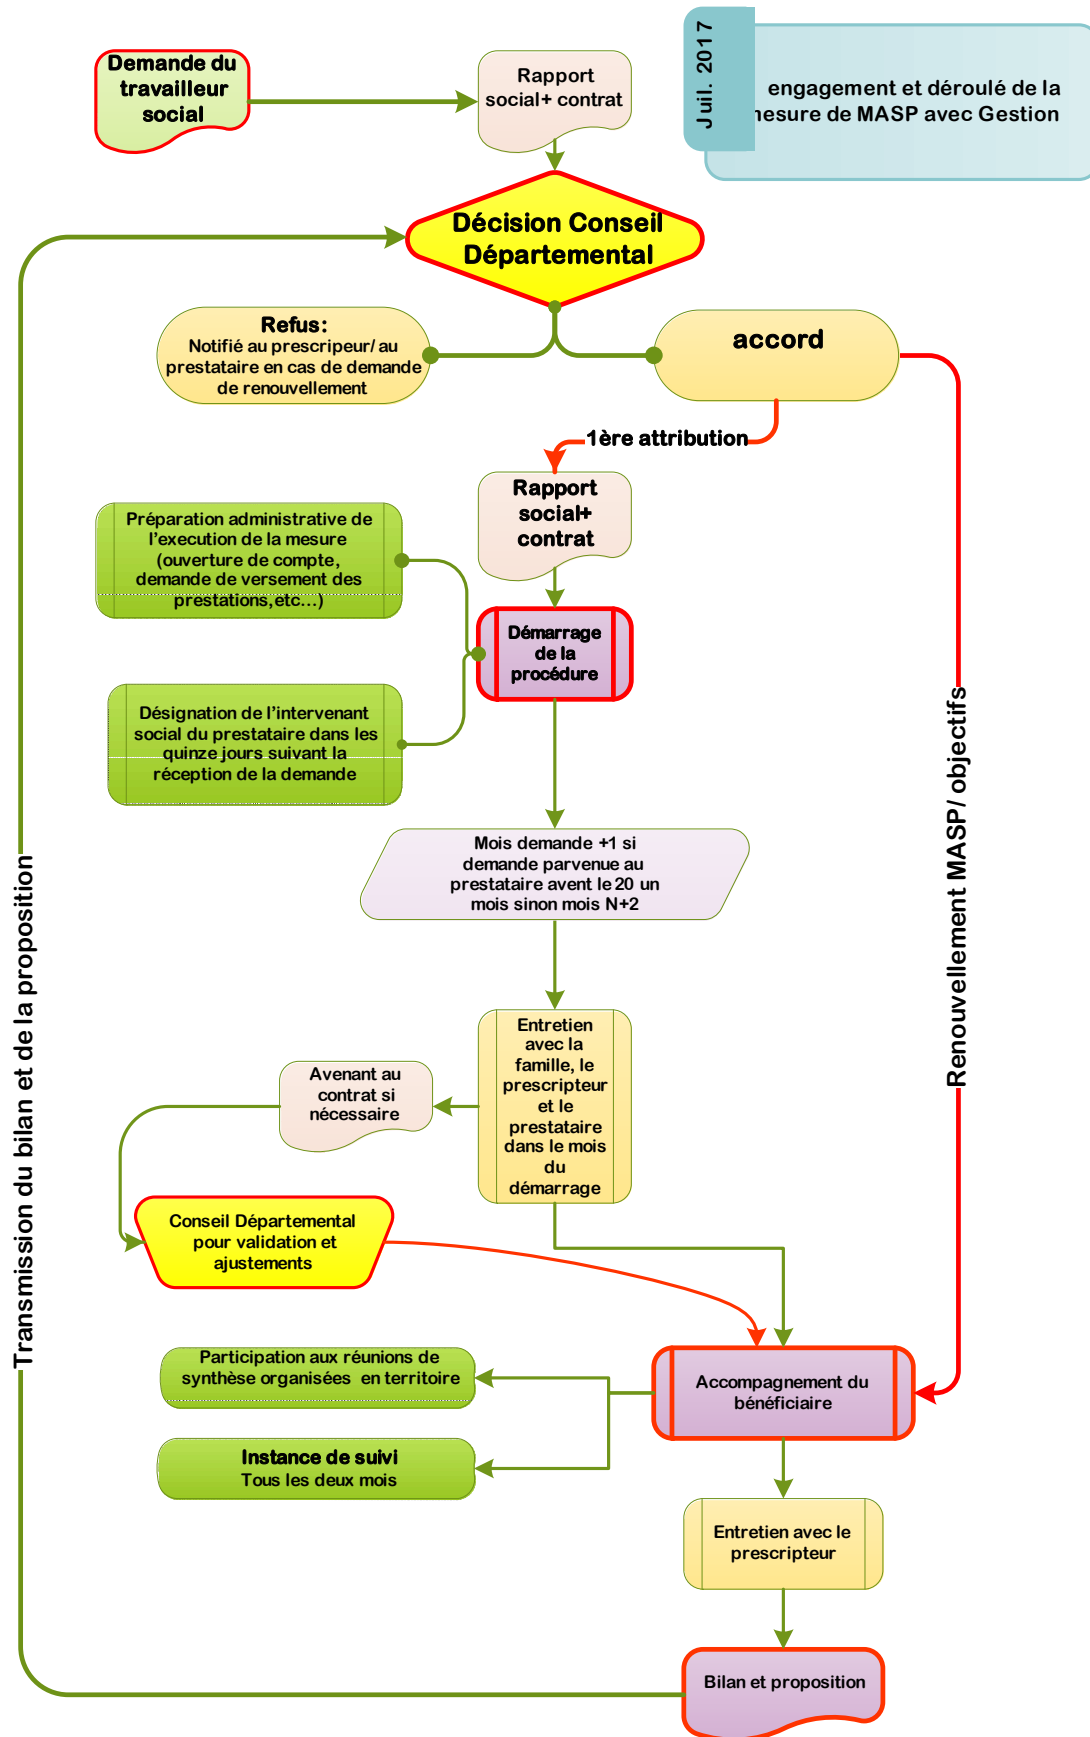 Demande du
travailleur
social
Rapport
social+ contrat
Juil. 2017
engagement et déroulé de la
mesure de MASP avec Gestion
Décision Conseil
Départemental
Refus:
Notifié au prescripeur/ au
prestataire en cas de demande
de renouvellement
accord
1ère attribution
Rapport
social+
contrat
Préparation administrative de
l'execution de la mesure
(ouverture de compte,
demande de versement des
prestations,etc...)
Démarrage
de la
procédure
Désignation de l'intervenant
social du prestataire dans les
quinze jours suivant la
réception de la demande
Mois demande +1 si
demande parvenue au
prestataire avent le 20 un
mois sinon mois N+2
Renouvellement MASP/ objectifs
Transmission du bilan et de la proposition
Entretien
avec la
famille, le
prescripteur
et le
prestataire
dans le mois
du
démarrage
Avenant au
contrat si
nécessaire
Conseil Départemental
pour validation et
ajustements
Participation aux réunions de
synthèse organisées en territoire
Accompagnement du
bénéficiaire
Instance de suivi
Tous les deux mois
Entretien avec le
prescripteur
Bilan et proposition